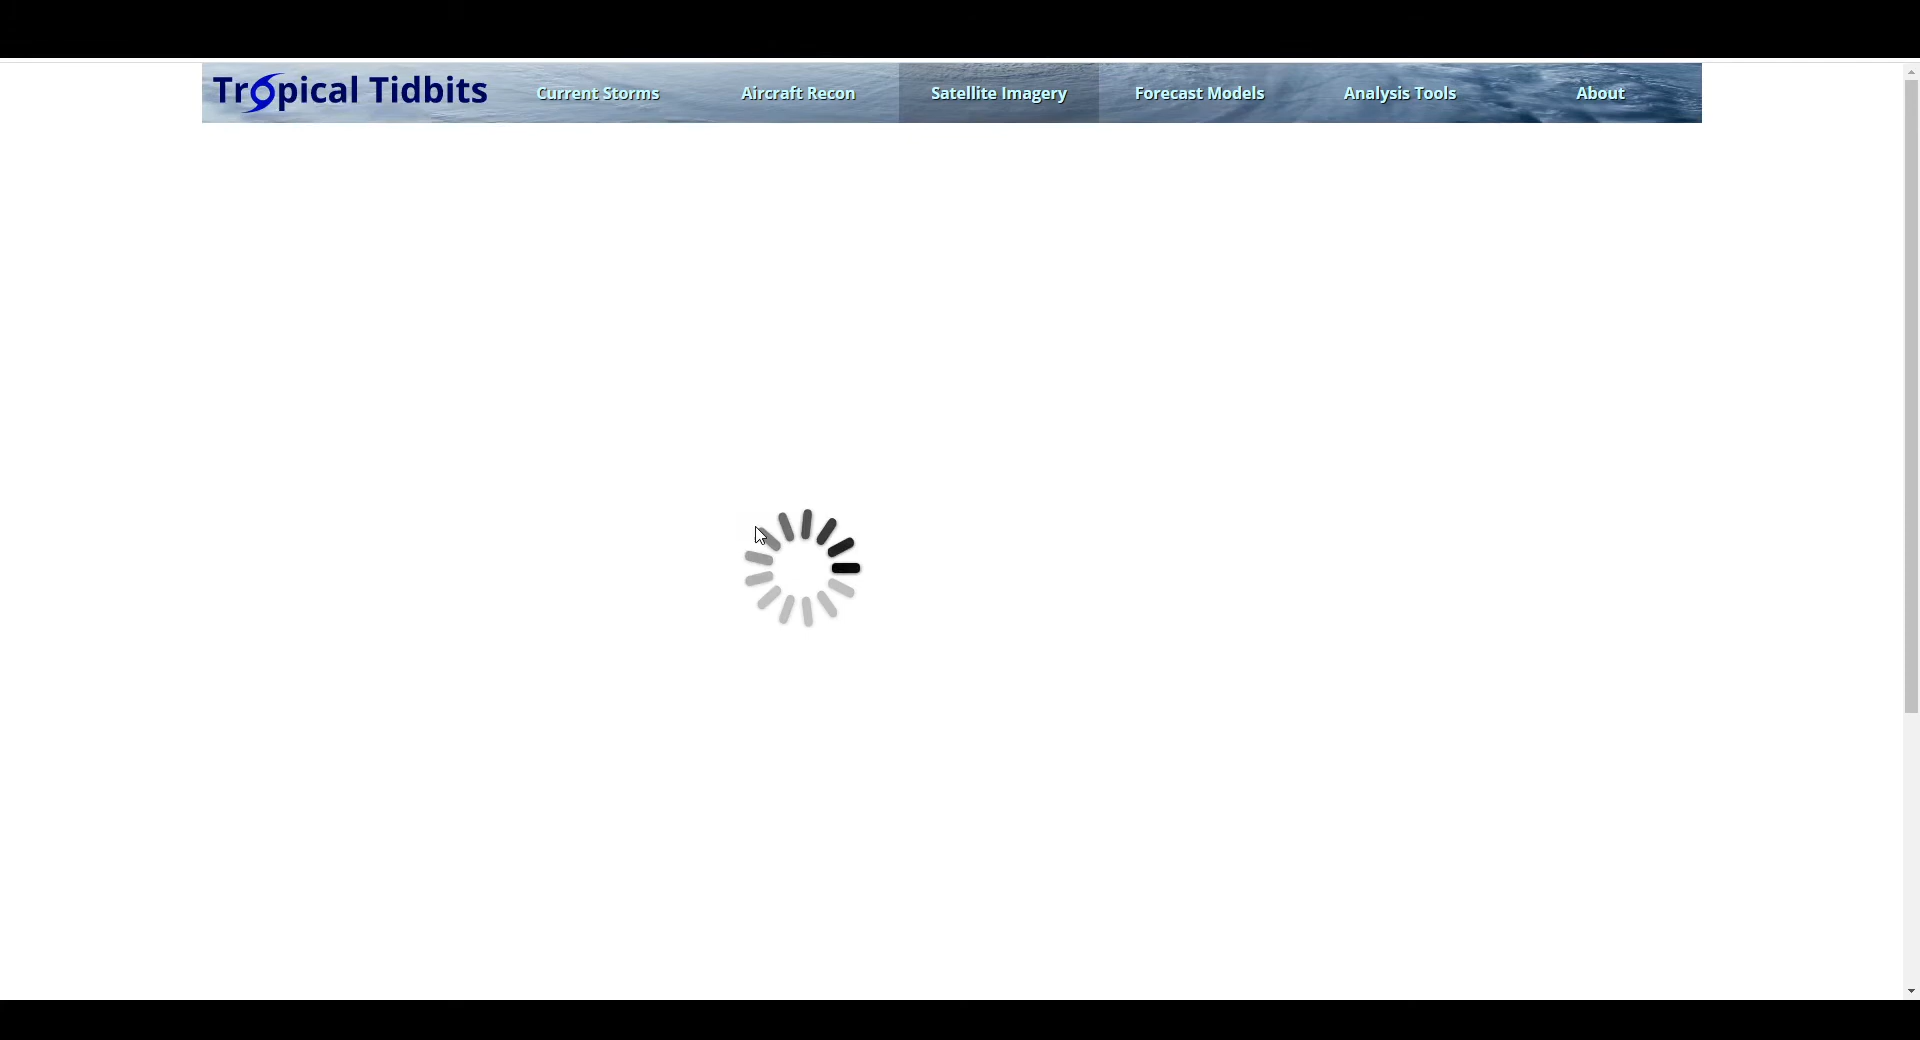 Tropical Tidbits
Current Storms
Aircraft Recon
Satellite Imagery
Forecast Models
Analysis Tools
About